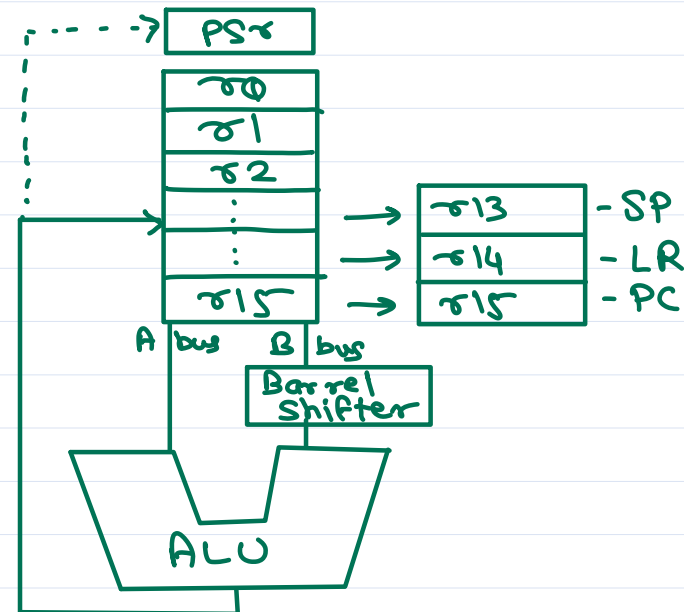 PSr
r0
r1
r2
r15
r13 - SP
r14 - LR
r15 - PC
A bus B bus
Barrel
Shifter
ALU